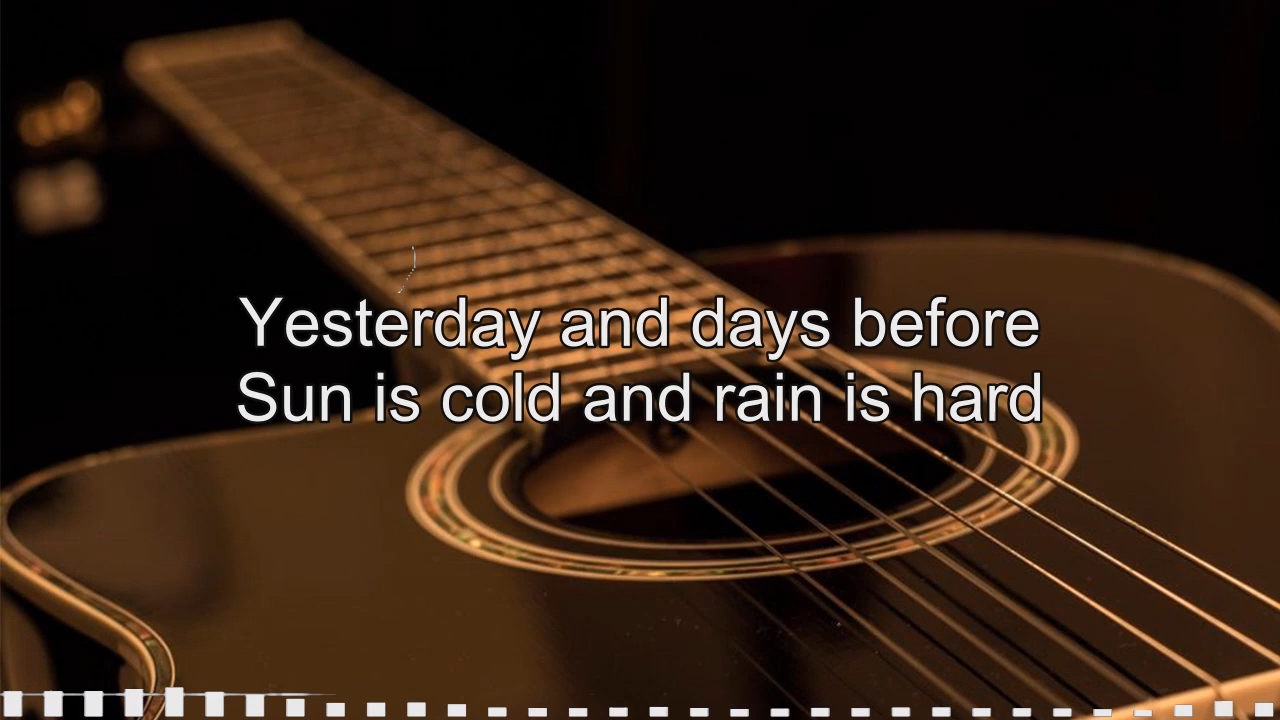 Yesterday and days before
Sun is cold and rain is hard